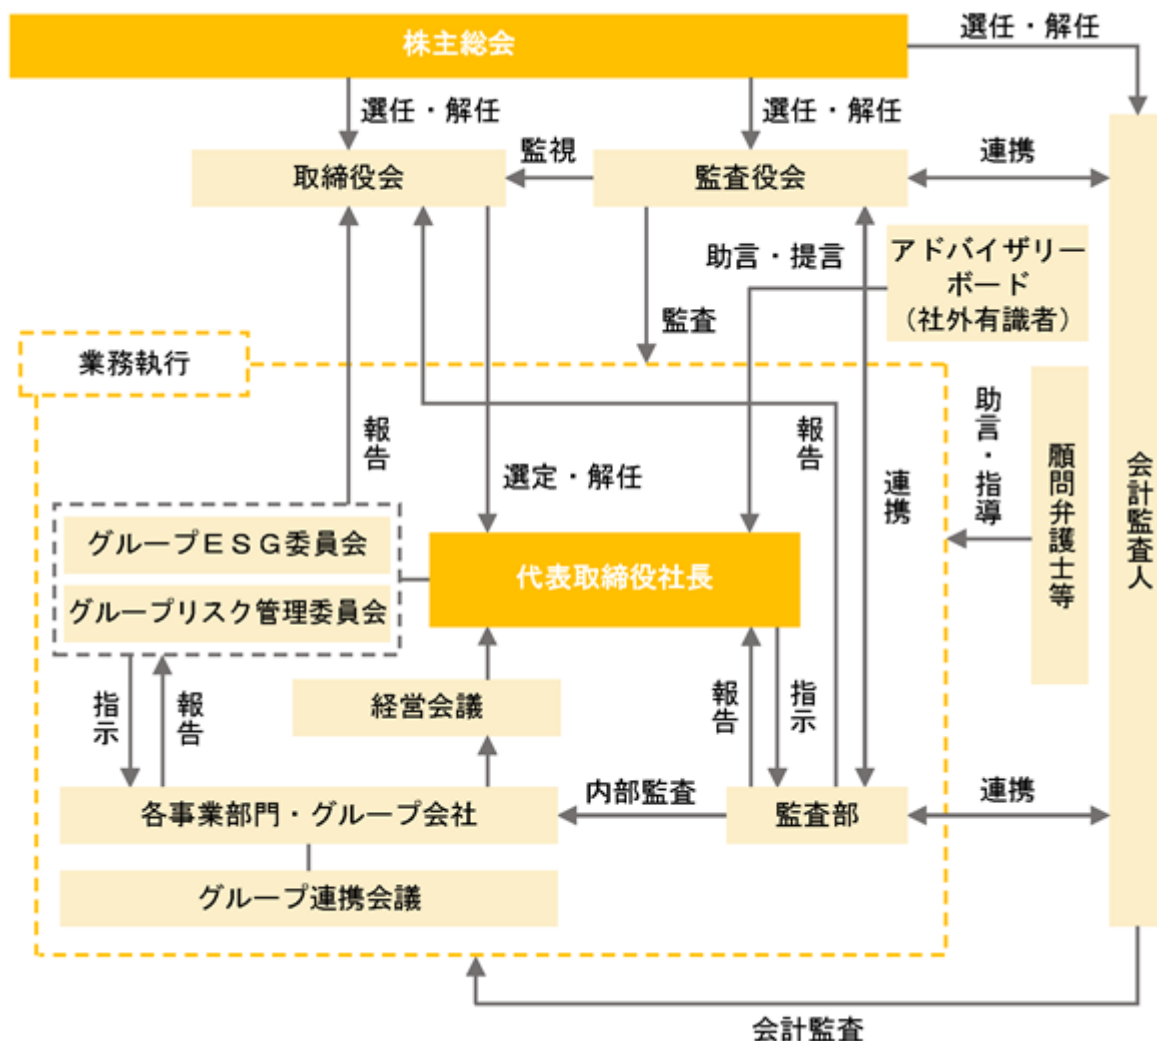 株主総会
選任・解任
選任・解任
選任・解任
取締役会
監視
監査役会
連携
助言・提言
アドバイザリー
ボード
（社外有識者）
監査
業務執行
報告
選定・解任
報告
連携
助言・指導
顧問弁護士等
会計監査人
グループＥＳＧ委員会
グループリスク管理委員会
代表取締役社長
指示
報告
経営会議
報告
指示
各事業部門・グループ会社
内部監査
監査部
連携
グループ連携会議
会計監査